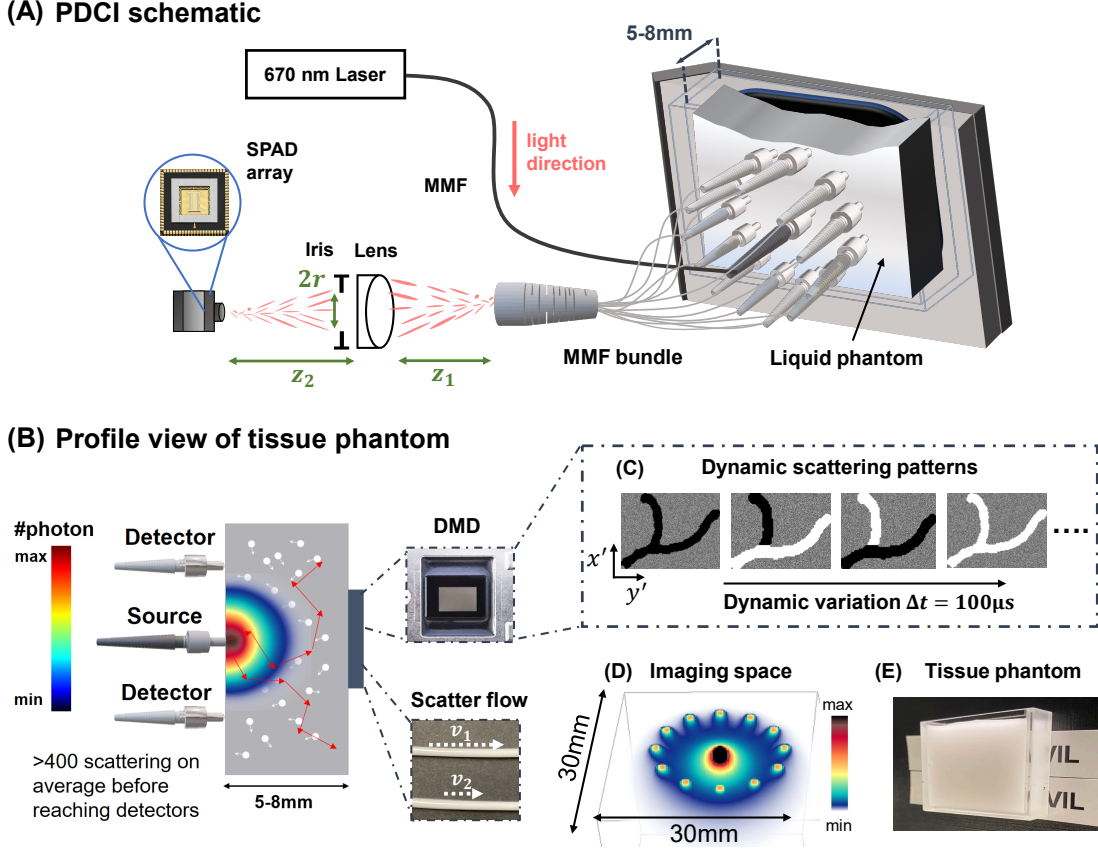 (A) PDCI schematic
5-8mm
670 nm Laser
light
direction
SPAD
array
MMF
Iris
Lens
2r
z₂
z₁
MMF bundle
Liquid phantom
(B) Profile view of tissue phantom
#photon
max
min
Detector
Source
Detector
>400 scattering on
average before
reaching detectors
5-8mm
DMD
Scatter flow
v₁
v₂
(C) Dynamic scattering patterns
....
x′
y′
Dynamic variation Δt = 100μs
(D) Imaging space
30mm
30mm
max
min
(E) Tissue phantom
VIL
VIL